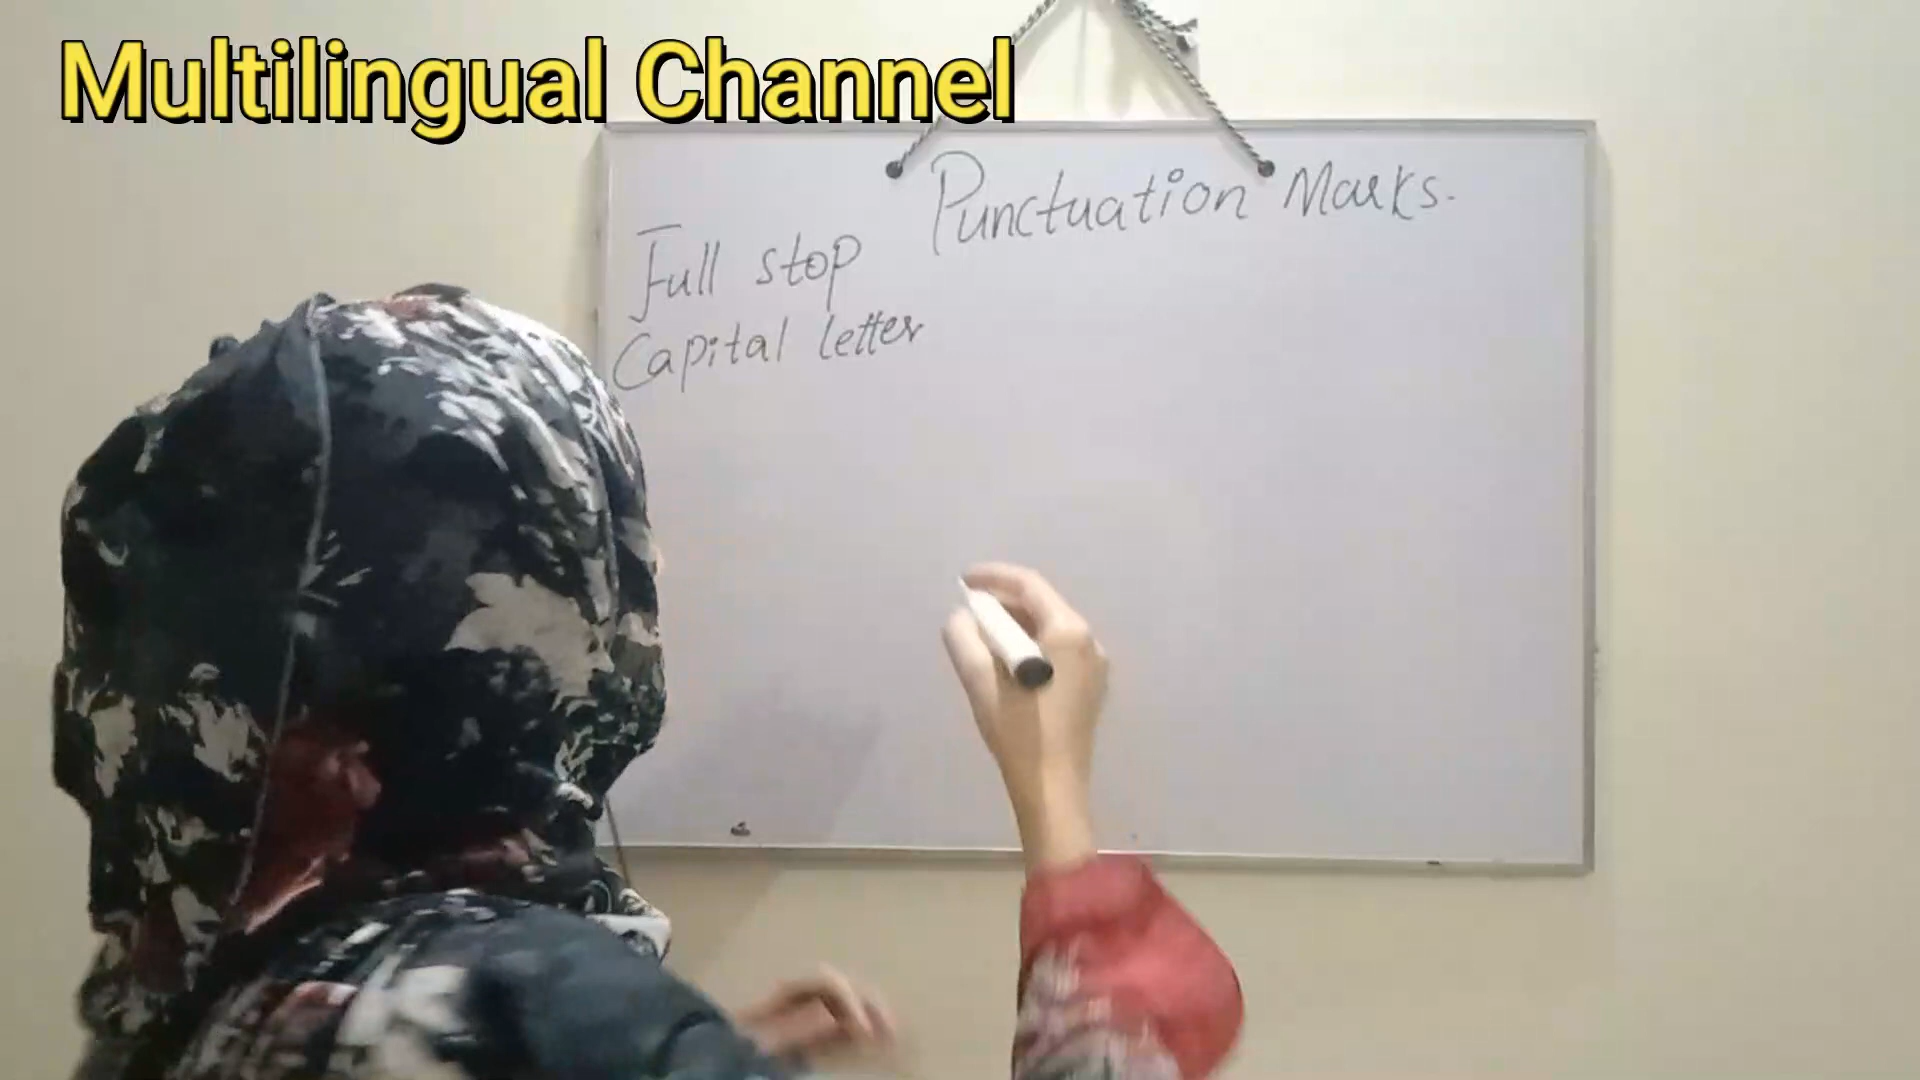 Multilingual Channel
Punctuation Marks.
Full stop
Capital letter